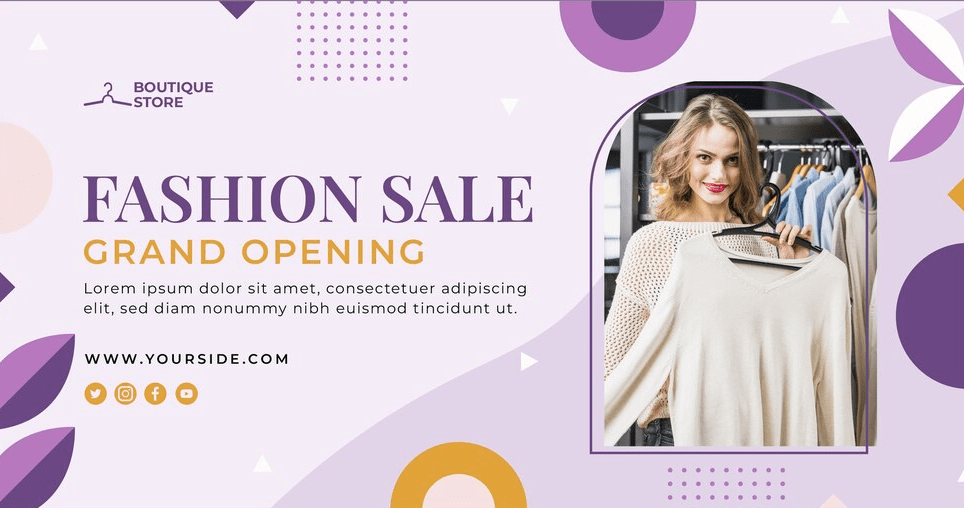 BOUTIQUE
STORE
FASHION SALE
GRAND OPENING
Lorem ipsum dolor sit amet, consectetuer adipiscing
elit, sed diam nonummy nibh euismod tincidunt ut.
WWW.YOURSIDE.COM